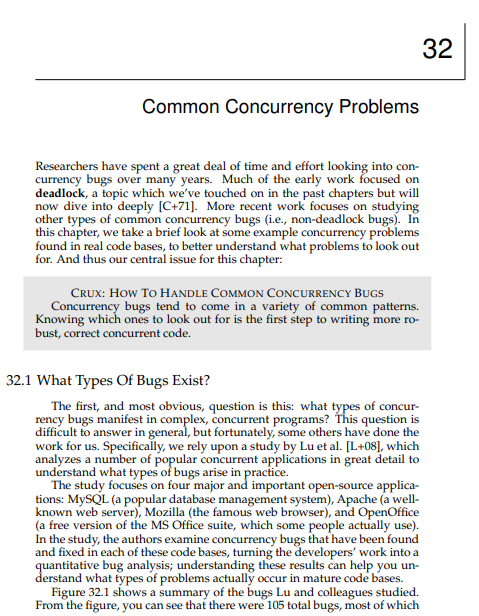 32
Common Concurrency Problems
Researchers have spent a great deal of time and effort looking into con-
currency bugs over many years. Much of the early work focused on
deadlock, a topic which we've touched on in the past chapters but will
now dive into deeply [C+71]. More recent work focuses on studying
other types of common concurrency bugs (i.e., non-deadlock bugs). In
this chapter, we take a brief look at some example concurrency problems
found in real code bases, to better understand what problems to look out
for. And thus our central issue for this chapter:
CRUX: HOW TO HANDLE COMMON CONCURRENCY BUGS
Concurrency bugs tend to come in a variety of common patterns.
Knowing which ones to look out for is the first step to writing more ro-
bust, correct concurrent code.
32.1 What Types Of Bugs Exist?
The first, and most obvious, question is this: what types of concur-
rency bugs manifest in complex, concurrent programs? This question is
difficult to answer in general, but fortunately, some others have done the
work for us. Specifically, we rely upon a study by Lu et al. [L+08], which
analyzes a number of popular concurrent applications in great detail to
understand what types of bugs arise in practice.
The study focuses on four major and important open-source applica-
tions: MySQL (a popular database management system), Apache (a well-
known web server), Mozilla (the famous web browser), and OpenOffice
(a free version of the MS Office suite, which some people actually use).
In the study, the authors examine concurrency bugs that have been found
and fixed in each of these code bases, turning the developers' work into a
quantitative bug analysis; understanding these results can help you un-
derstand what types of problems actually occur in mature code bases.
Figure 32.1 shows a summary of the bugs Lu and colleagues studied.
From the figure, you can see that there were 105 total bugs, most of which